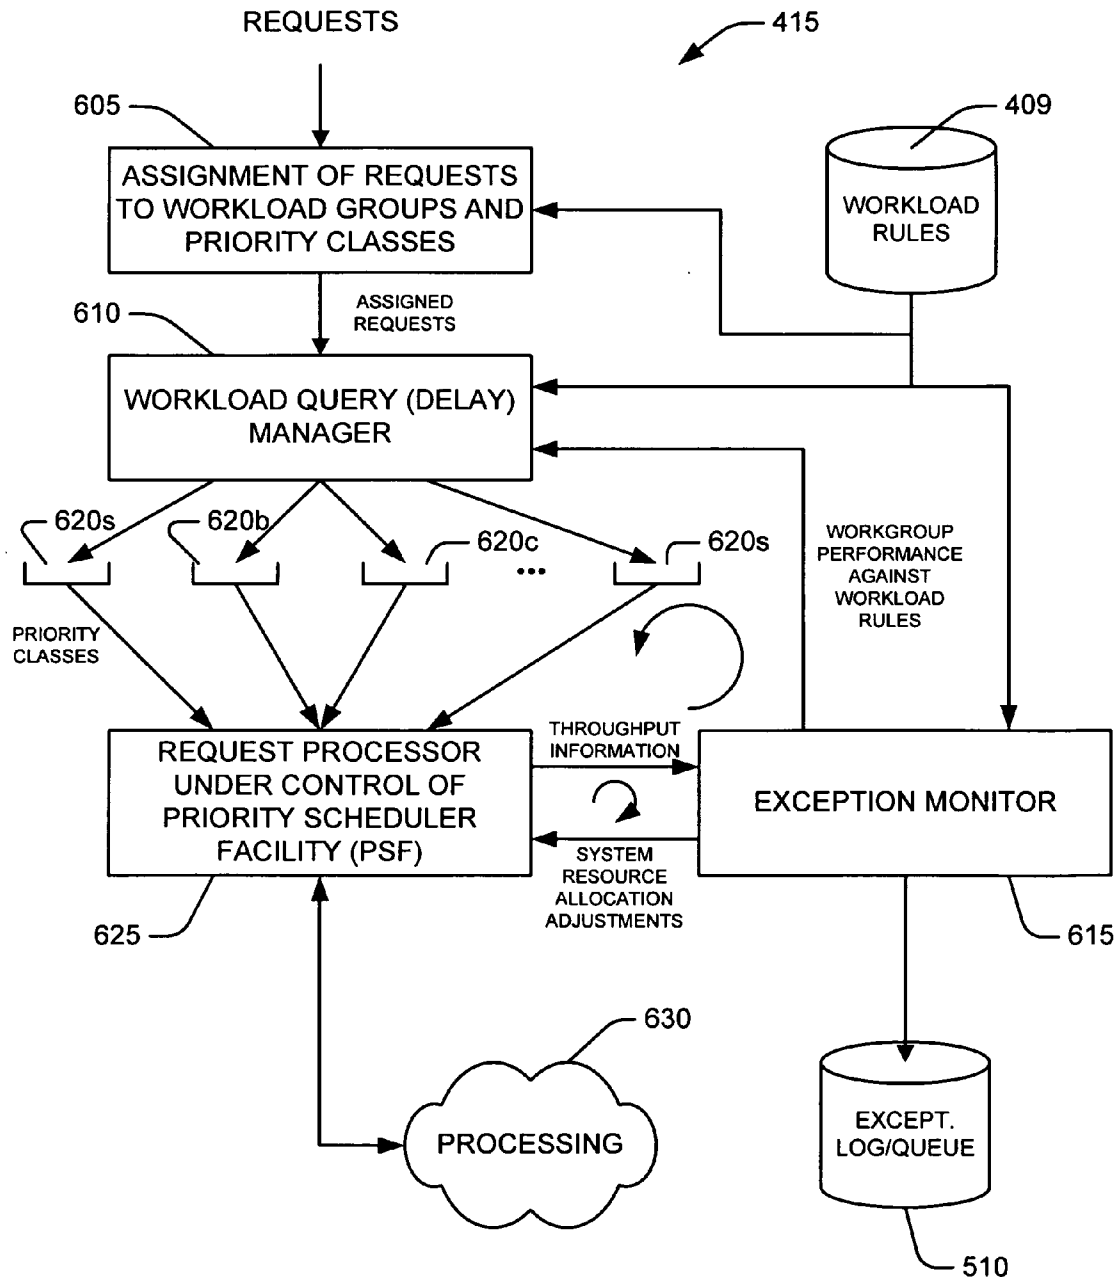 REQUESTS
415
605
409
ASSIGNMENT OF REQUESTS
TO WORKLOAD GROUPS AND
PRIORITY CLASSES
WORKLOAD
RULES
ASSIGNED
REQUESTS
610
WORKLOAD QUERY (DELAY)
MANAGER
620s
620b
620c
...
620s
WORKGROUP
PERFORMANCE
AGAINST
WORKLOAD
RULES
PRIORITY
CLASSES
THROUGHPUT
INFORMATION
REQUEST PROCESSOR
UNDER CONTROL OF
PRIORITY SCHEDULER
FACILITY (PSF)
EXCEPTION MONITOR
SYSTEM
RESOURCE
ALLOCATION
ADJUSTMENTS
625
615
630
PROCESSING
EXCEPT.
LOG/QUEUE
510